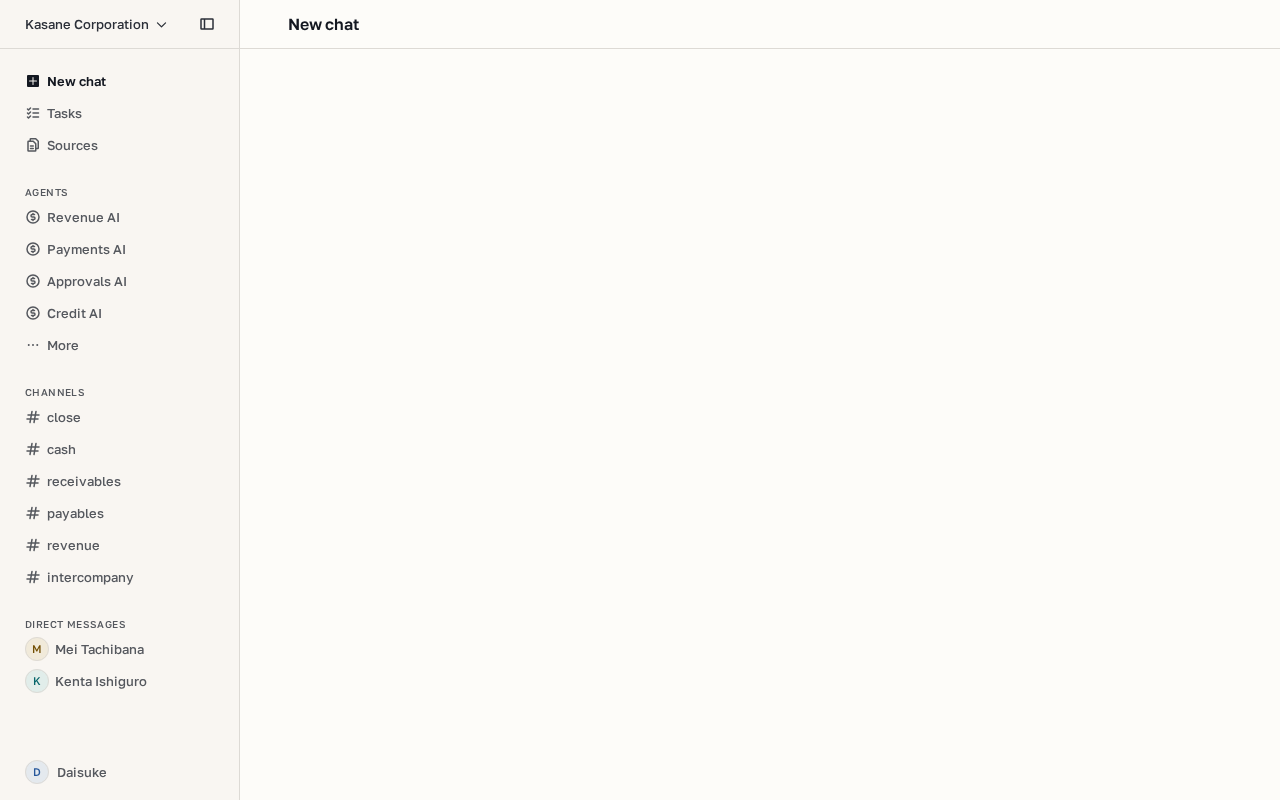 Kasane Corporation
New chat
New chat
Tasks
Sources
AGENTS
Revenue AI
Payments AI
Approvals AI
Credit AI
More
CHANNELS
close
cash
receivables
payables
revenue
intercompany
DIRECT MESSAGES
M Mei Tachibana
K Kenta Ishiguro
D Daisuke